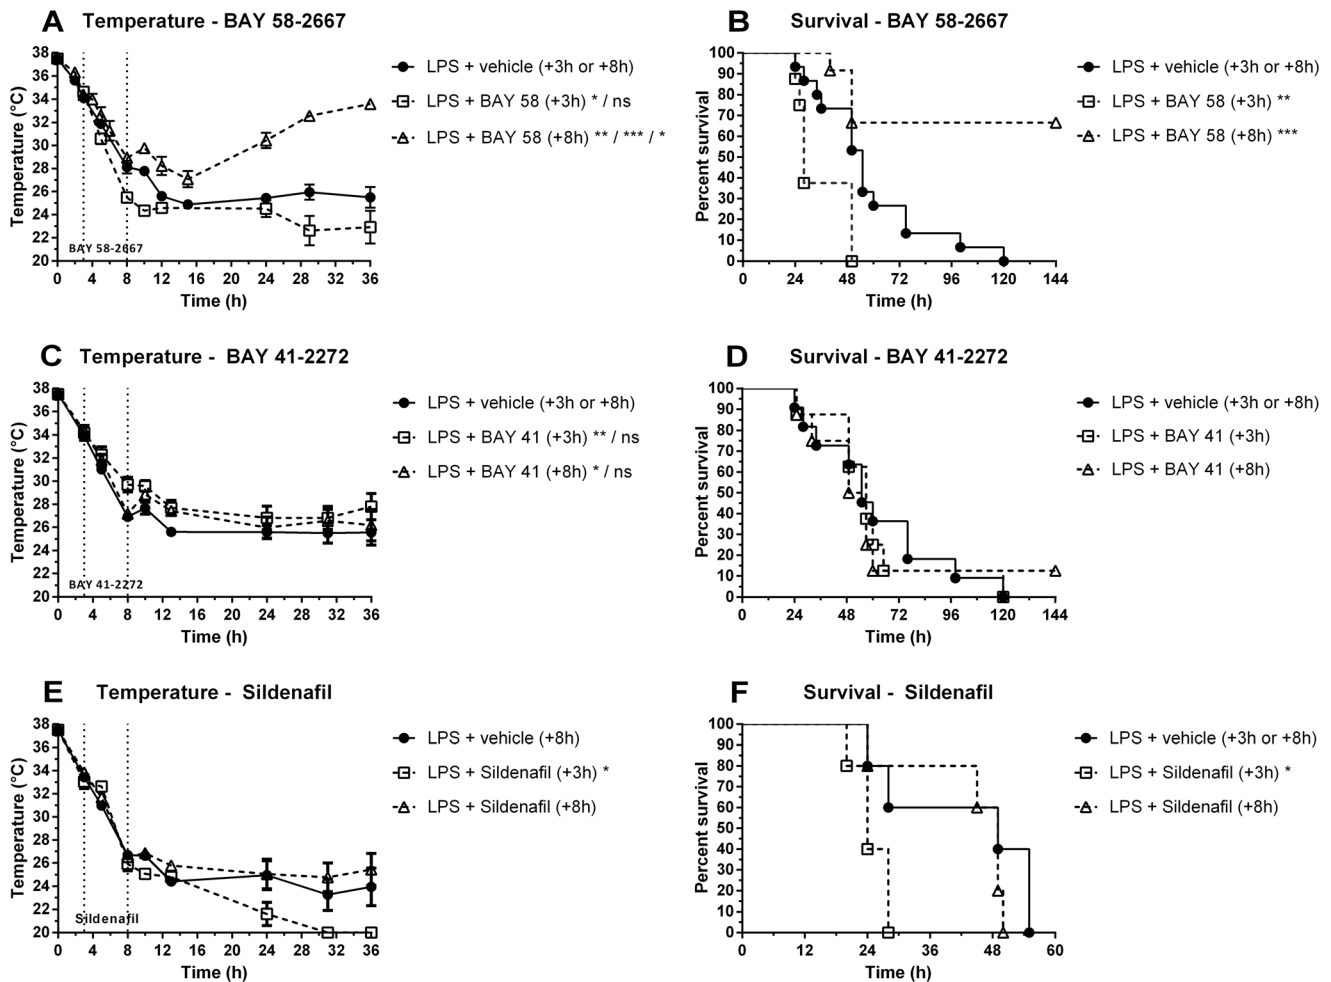 A Temperature - BAY 58-2667
38
36
34
32
30
28
26
24
22
20
Temperature (°C)
BAY 58-2667
0 4 8 12 16 20 24 28 32 36
Time (h)
LPS + vehicle (+3h or +8h)
LPS + BAY 58 (+3h) * / ns
LPS + BAY 58 (+8h) ** / *** / *
B Survival - BAY 58-2667
100
90
80
70
60
50
40
30
20
10
0
Percent survival
0 24 48 72 96 120 144
Time (h)
LPS + vehicle (+3h or +8h)
LPS + BAY 58 (+3h) **
LPS + BAY 58 (+8h) ***
C Temperature - BAY 41-2272
38
36
34
32
30
28
26
24
22
20
Temperature (°C)
BAY 41-2272
0 4 8 12 16 20 24 28 32 36
Time (h)
LPS + vehicle (+3h or +8h)
LPS + BAY 41 (+3h) ** / ns
LPS + BAY 41 (+8h) * / ns
D Survival - BAY 41-2272
100
90
80
70
60
50
40
30
20
10
0
Percent survival
0 24 48 72 96 120 144
Time (h)
LPS + vehicle (+3h or +8h)
LPS + BAY 41 (+3h)
LPS + BAY 41 (+8h)
E Temperature - Sildenafil
38
36
34
32
30
28
26
24
22
20
Temperature (°C)
Sildenafil
0 4 8 12 16 20 24 28 32 36
Time (h)
LPS + vehicle (+8h)
LPS + Sildenafil (+3h) *
LPS + Sildenafil (+8h)
F Survival - Sildenafil
100
90
80
70
60
50
40
30
20
10
0
Percent survival
0 12 24 36 48 60
Time (h)
LPS + vehicle (+3h or +8h)
LPS + Sildenafil (+3h) *
LPS + Sildenafil (+8h)